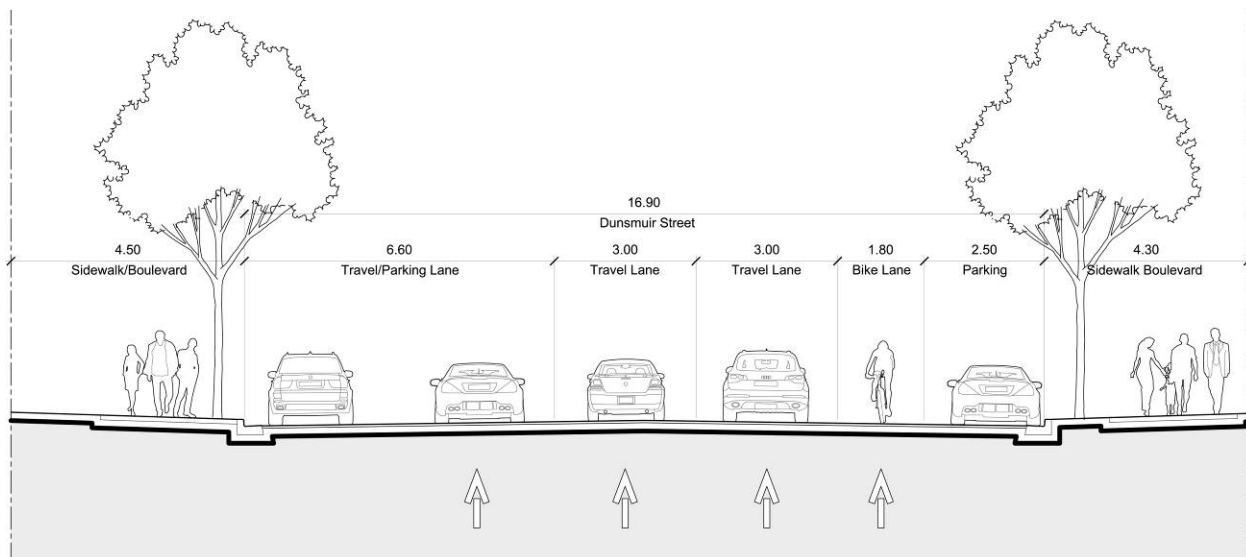 16.90
Dunsmuir Street
4.50 6.60 3.00 3.00 1.80 2.50 4.30
Sidewalk/Boulevard Travel/Parking Lane Travel Lane Travel Lane Bike Lane Parking Sidewalk Boulevard